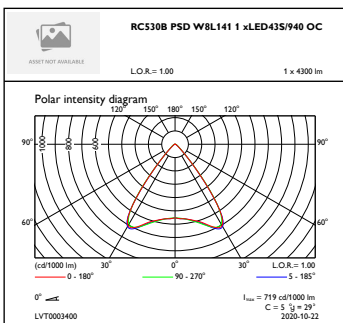 RC530B PSD W8L141 1 xLED43S/940 OC
ASSET NOT AVAILABLE
L.O.R.= 1.00 1 x 4300 lm
Polar intensity diagram
120° 150° 180° 150° 120°
90° 1000 800 600 90°
60° 60°
(cd/1000 lm) 30° 0° 30° L.O.R.= 1.00
0 - 180° 90 - 270° 5 - 185°
0° Imax = 719 cd/1000 lm
C = 5 °g = 29°
LVT0003400 2020-10-22